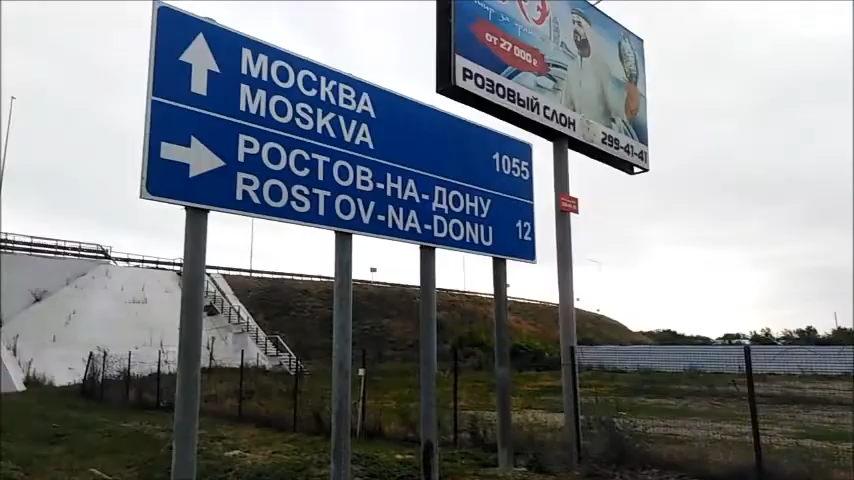 МОСКВА
MOSKVA 1055
РОСТОВ-НА-ДОНУ
ROSTOV-NA-DONU 12
от 27 000 р
РОЗОВЫЙ СЛОН
299-41-41